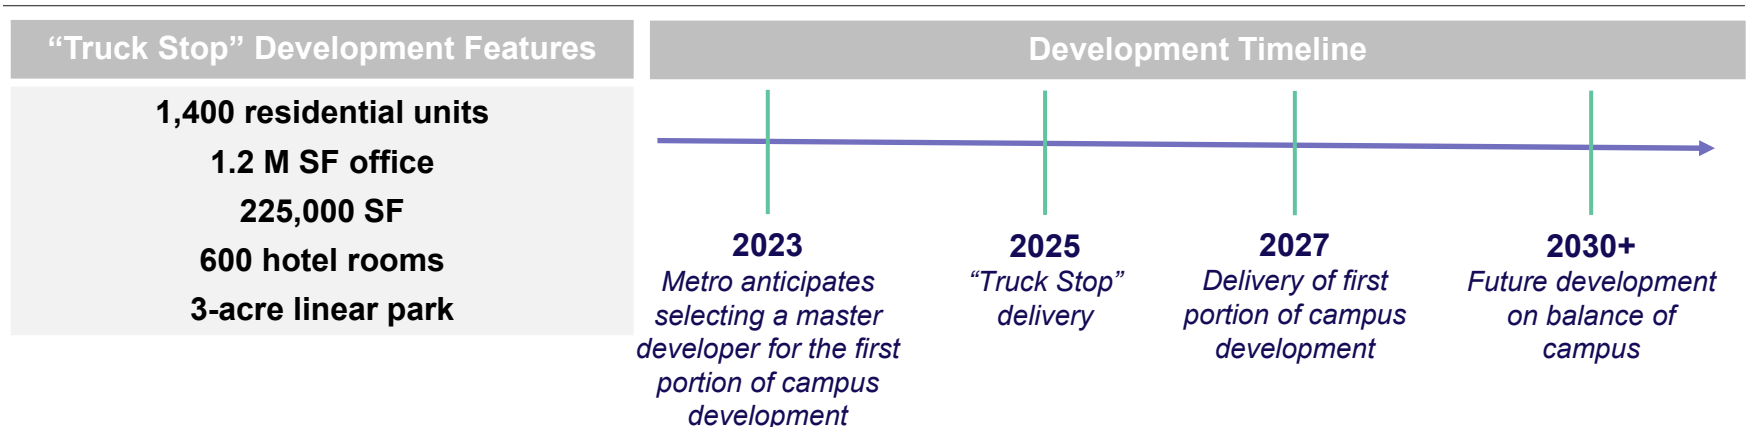 “Truck Stop” Development Features
1,400 residential units
1.2 M SF office
225,000 SF
600 hotel rooms
3-acre linear park
Development Timeline
2023
Metro anticipates
selecting a master
developer for the first
portion of campus
development
2025
“Truck Stop”
delivery
2027
Delivery of first
portion of campus
development
2030+
Future development
on balance of
campus